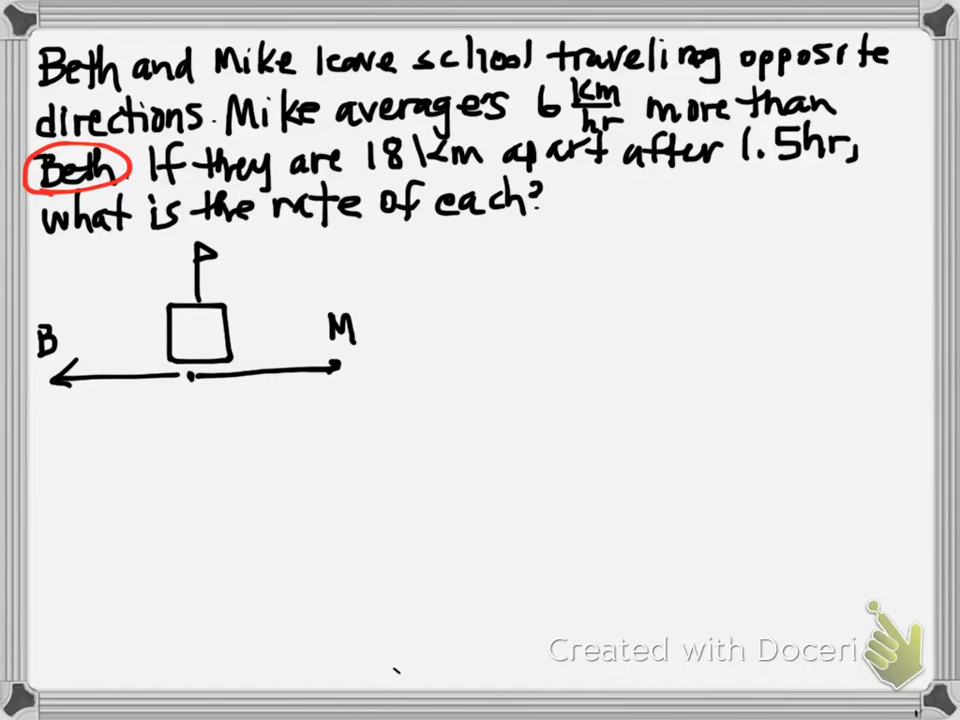 Beth and Mike leave school traveling opposite
directions. Mike averages 6 km/hr more than
Beth. If they are 18 km apart after 1.5hr,
what is the rate of each?
B
M
Created with Doceri